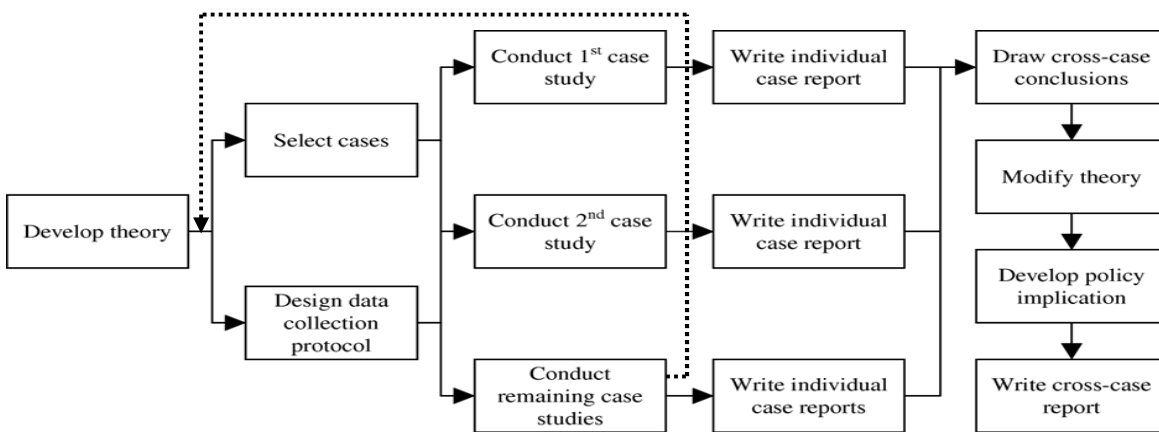 Develop theory
Select cases
Design data
collection
protocol
Conduct 1st case
study
Conduct 2nd case
study
Conduct
remaining case
studies
Write individual
case report
Write individual
case report
Write individual
case reports
Draw cross-case
conclusions
Modify theory
Develop policy
implication
Write cross-case
report